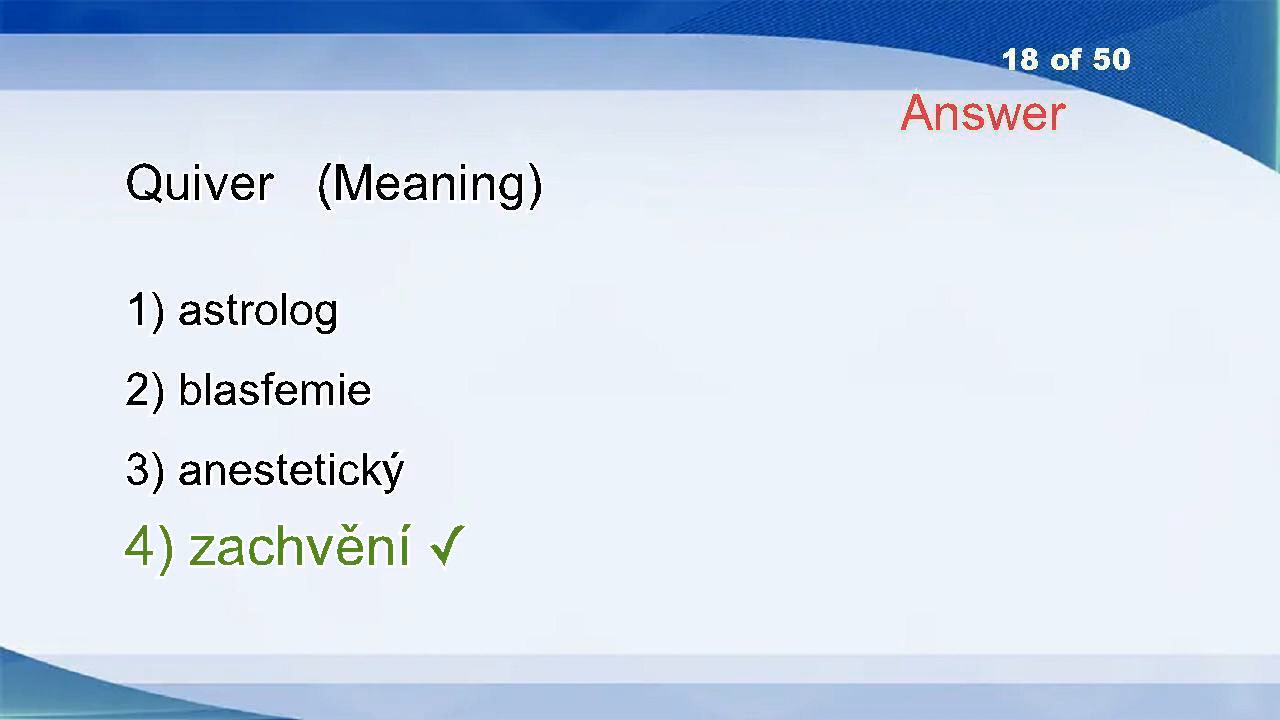 18 of 50
Answer
Quiver (Meaning)
1) astrolog
2) blasfemie
3) anestetický
4) zachvění ✓